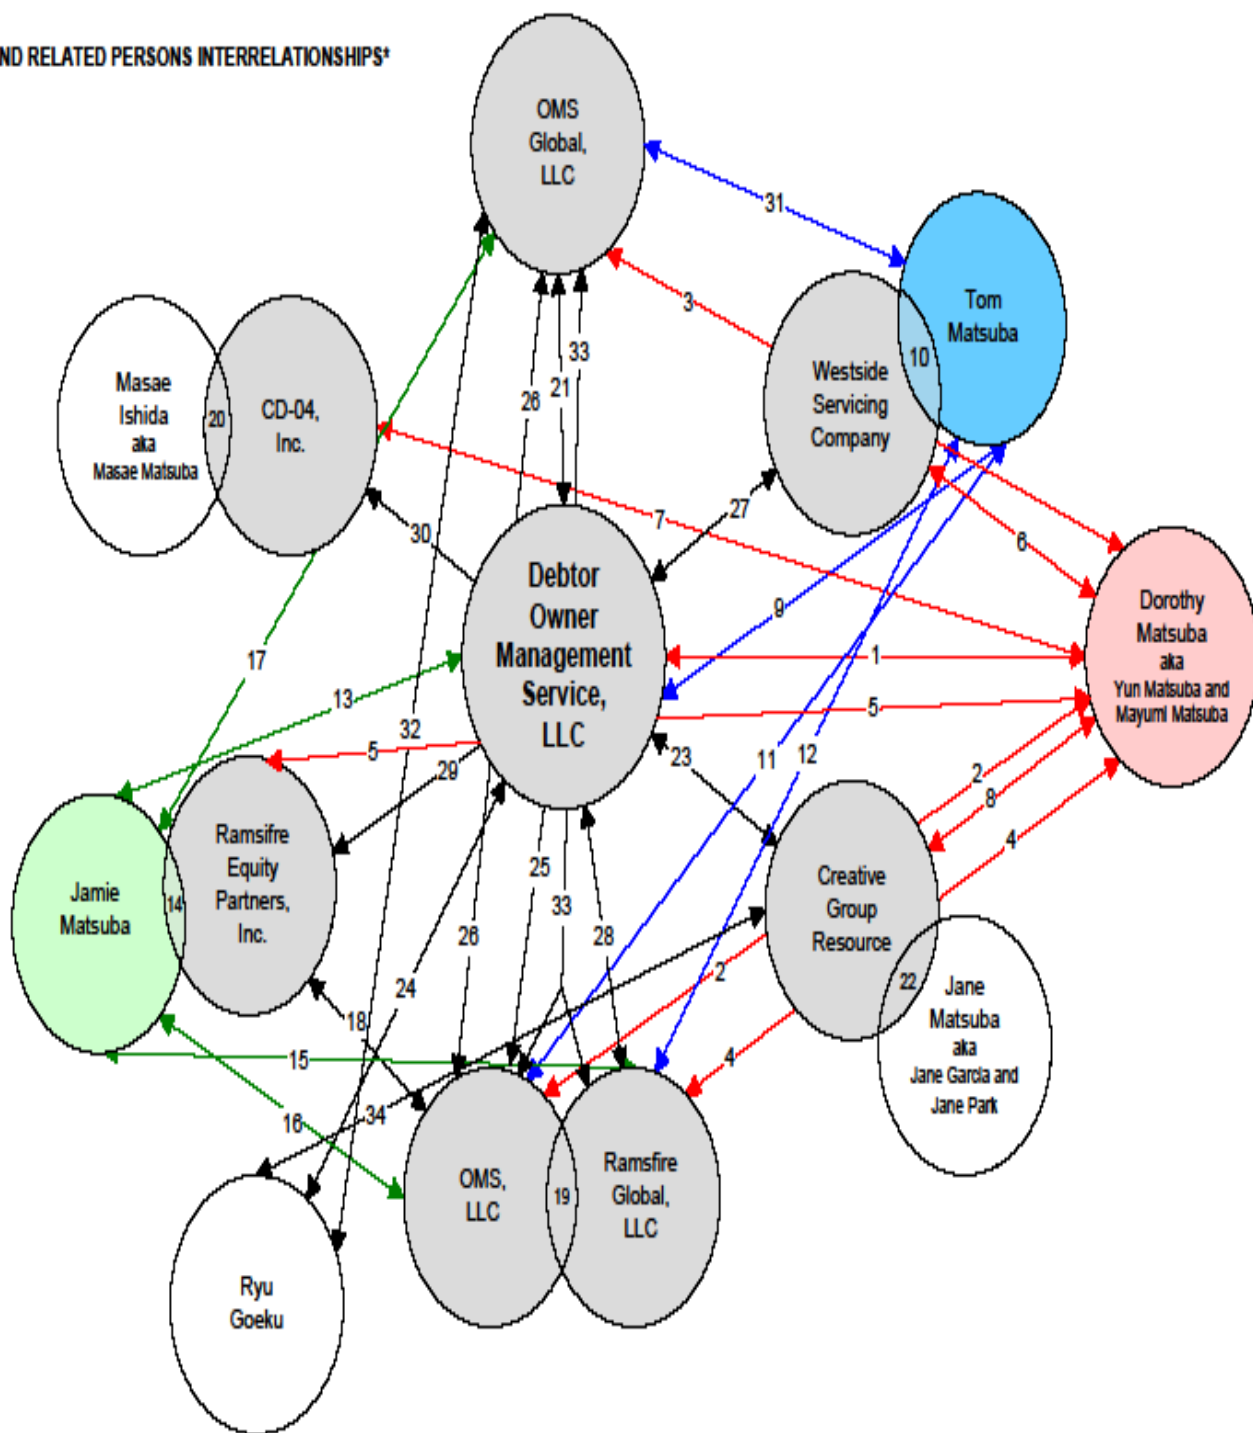 ND RELATED PERSONS INTERRELATIONSHIPS*
OMS
Global,
LLC
31
Tom
Matsuba
3
10
Westside
Servicing
Company
Masae
Ishida
aka
Masae Matsuba
20
CD-04,
Inc.
26
21
33
7
27
6
30
Debtor
Owner
Management
Service,
LLC
9
1
5
Dorothy
Matsuba
aka
Yun Matsuba and
Mayumi Matsuba
17
13
32
5
29
23
11
12
2
8
4
Jamie
Matsuba
14
Ramsifre
Equity
Partners,
Inc.
25
33
28
26
24
18
2
4
Creative
Group
Resource
22
Jane
Matsuba
aka
Jane Garcia and
Jane Park
15
16
34
OMS,
LLC
19
Ramsfire
Global,
LLC
Ryu
Goeku